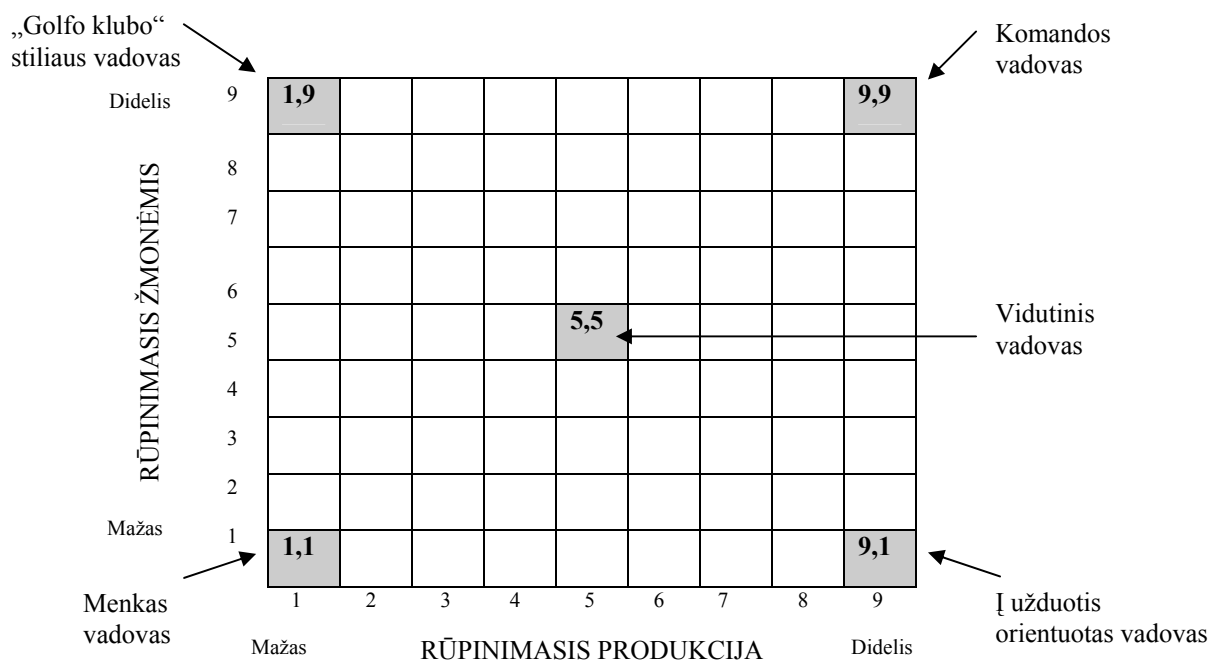 „Golfo klubo“
stiliaus vadovas
Komandos
vadovas
Didelis
9
1,9
9,9
8
7
6
5,5
5
4
3
2
Mažas
1
1,1
9,1
RŪPINIMASIS ŽMONĖMIS
Vidutinis
vadovas
Menkas
vadovas
1 2 3 4 5 6 7 8 9
Į užduotis
orientuotas vadovas
Mažas
RŪPINIMASIS PRODUKCIJA
Didelis